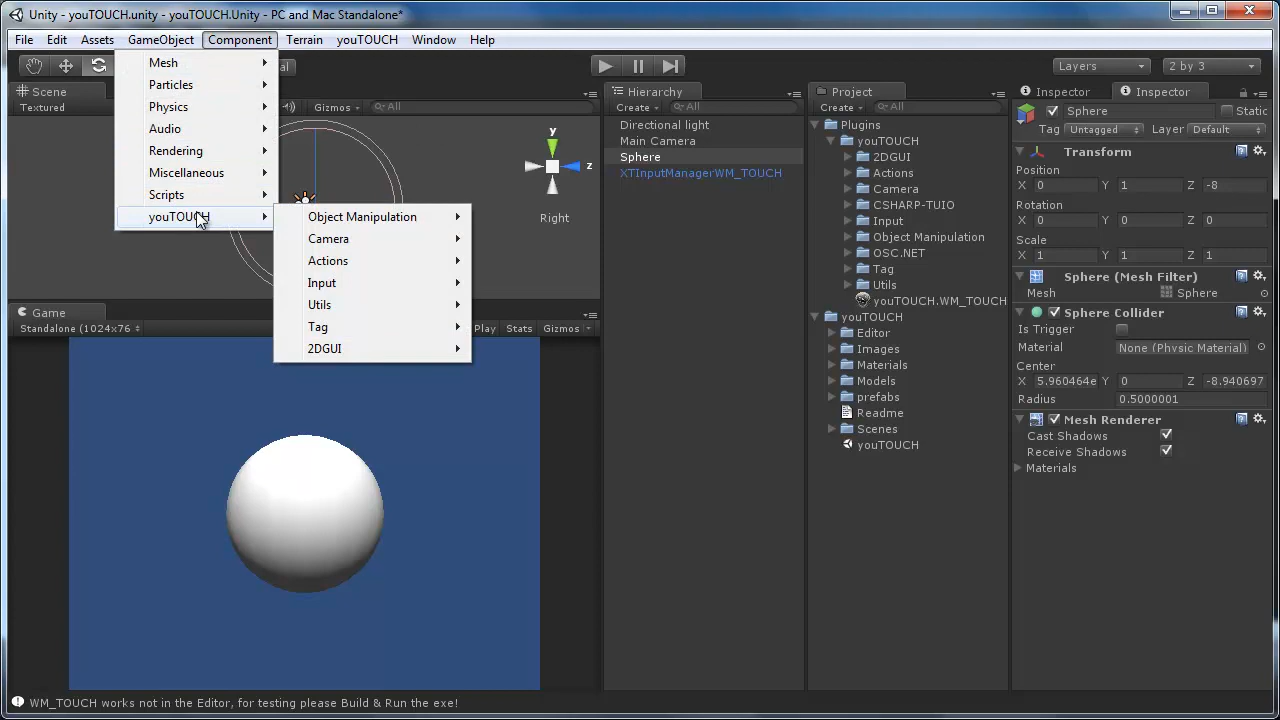 Unity - youTOUCH.unity - youTOUCH.Unity - PC and Mac Standalone*
File Edit Assets GameObject Component Terrain youTOUCH Window Help
al
Layers
2 by 3
Scene
Textured
Gizmos
All
y
z
Right
Mesh
Particles
Physics
Audio
Rendering
Miscellaneous
Scripts
youTOUCH
Object Manipulation
Camera
Actions
Input
Utils
Tag
2DGUI
Game
Standalone (1024x76
Play Stats Gizmos
Hierarchy
Create All
Directional light
Main Camera
Sphere
XTInputManagerWM_TOUCH
Project
Create All
Plugins
youTOUCH
2DGUI
Actions
Camera
CSHARP-TUIO
Input
Object Manipulation
OSC.NET
Tag
Utils
youTOUCH.WM_TOUCH
youTOUCH
Editor
Images
Materials
Models
prefabs
Readme
Scenes
youTOUCH
Inspector Inspector
Sphere Static
Tag Untagged Layer Default
Transform
Position
X 0 Y 1 Z -8
Rotation
X 0 Y 0 Z 0
Scale
X 1 Y 1 Z 1
Sphere (Mesh Filter)
Mesh Sphere
Sphere Collider
Is Trigger
Material None (Physic Material)
Center
X 5.960464e Y 0 Z -8.940697
Radius 0.5000001
Mesh Renderer
Cast Shadows
Receive Shadows
Materials
WM_TOUCH works not in the Editor, for testing please Build & Run the exe!